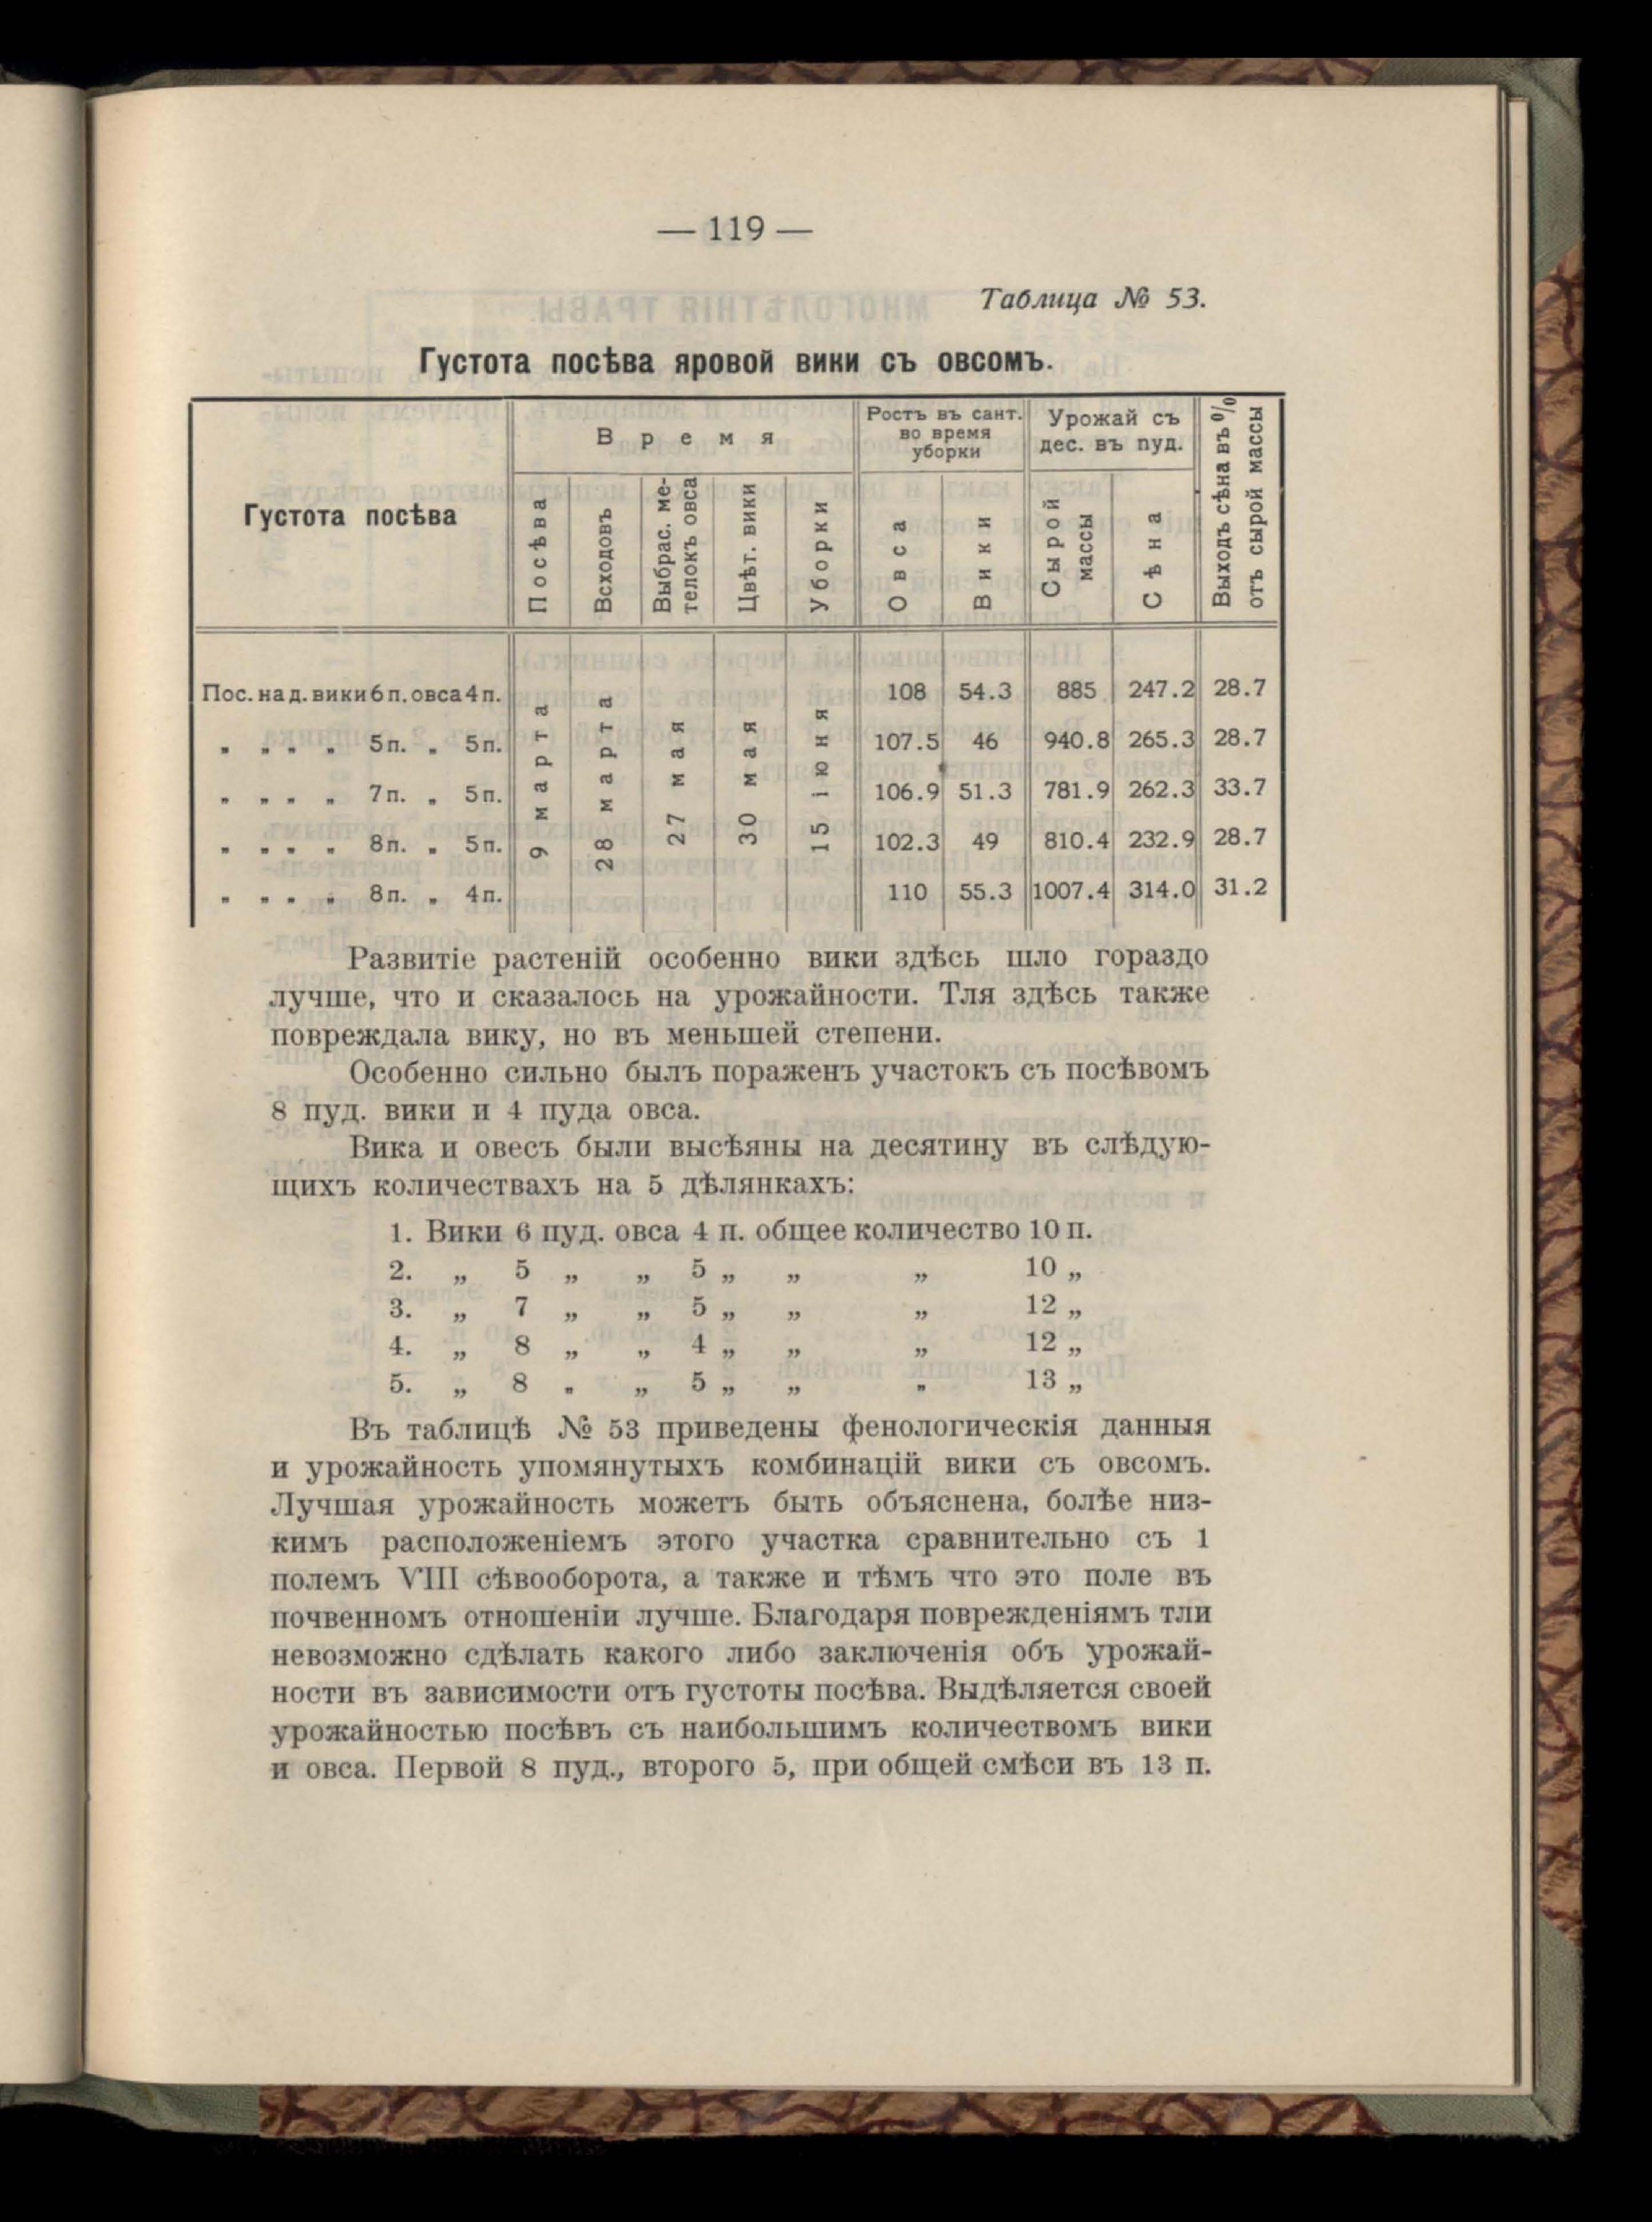 — 119 —
Таблица № 53.
Густота посѣва яровой вики съ овсомъ.
Густота посѣва
Время
Ростъ въ сант. во время уборки
Урожай съ дес. въ пуд.
Выходъ сѣна въ % отъ сырой массы
Посѣва
Всходовъ
Выбрас. ме-
телокъ овса
Цвѣт. вики
Уборки
Овса
Вики
Сырой массы
Сѣна
9 марта
28 марта
27 мая
30 мая
15 іюня
Пос. на д. вики 6 п. овса 4 п. 108 54.3 885 247.2 28.7
„ „ „ „ 5 п. „ 5 п. 107.5 46 940.8 265.3 28.7
„ „ „ „ 7 п. „ 5 п. 106.9 51.3 781.9 262.3 33.7
„ „ „ „ 8 п. „ 5 п. 102.3 49 810.4 232.9 28.7
„ „ „ „ 8 п. „ 4 п. 110 55.3 1007.4 314.0 31.2
Развитіе растеній особенно вики здѣсь шло гораздо
лучше, что и сказалось на урожайности. Тля здѣсь также
повреждала вику, но въ меньшей степени.
Особенно сильно былъ пораженъ участокъ съ посѣвомъ
8 пуд. вики и 4 пуда овса.
Вика и овесъ были высѣяны на десятину въ слѣдую-
щихъ количествахъ на 5 дѣлянкахъ:
1. Вики 6 пуд. овса 4 п. общее количество 10 п.
2. „ 5 „ „ 5 „ „ „ 10 „
3. „ 7 „ „ 5 „ „ „ 12 „
4. „ 8 „ „ 4 „ „ „ 12 „
5. „ 8 „ „ 5 „ „ „ 13 „
Въ таблицѣ № 53 приведены фенологическія данныя
и урожайность упомянутыхъ комбинацій вики съ овсомъ.
Лучшая урожайность можетъ быть объяснена, болѣе низ-
кимъ расположеніемъ этого участка сравнительно съ 1
полемъ VIII сѣвооборота, а также и тѣмъ что это поле въ
почвенномъ отношеніи лучше. Благодаря поврежденіямъ тли
невозможно сдѣлать какого либо заключенія объ урожай-
ности въ зависимости отъ густоты посѣва. Выдѣляется своей
урожайностью посѣвъ съ наибольшимъ количествомъ вики
и овса. Первой 8 пуд., второго 5, при общей смѣси въ 13 п.